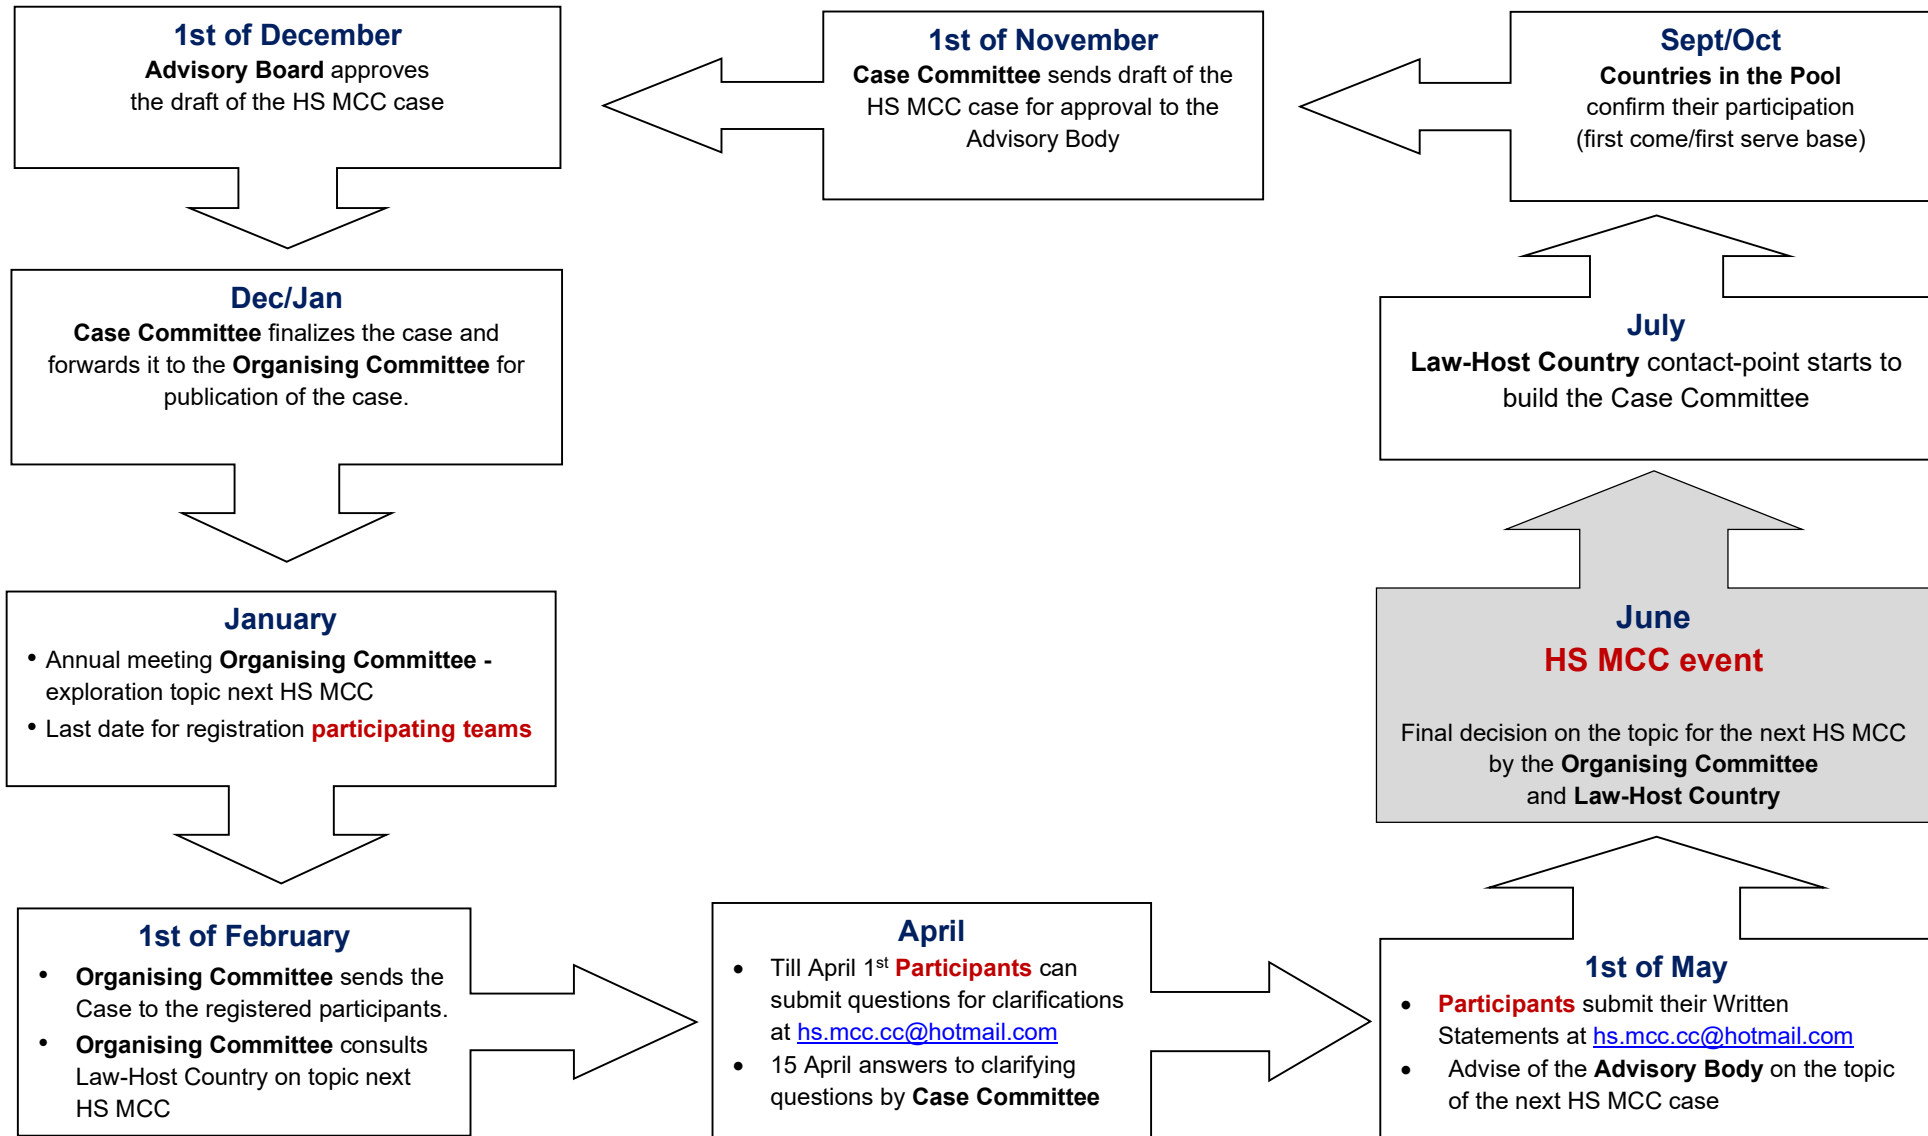 1st of December
Advisory Board approves
the draft of the HS MCC case
1st of November
Case Committee sends draft of the
HS MCC case for approval to the
Advisory Body
Sept/Oct
Countries in the Pool
confirm their participation
(first come/first serve base)
Dec/Jan
Case Committee finalizes the case and
forwards it to the Organising Committee for
publication of the case.
July
Law-Host Country contact-point starts to
build the Case Committee
January
• Annual meeting Organising Committee -
exploration topic next HS MCC
• Last date for registration participating teams
June
HS MCC event
Final decision on the topic for the next HS MCC
by the Organising Committee
and Law-Host Country
1st of February
• Organising Committee sends the
Case to the registered participants.
• Organising Committee consults
Law-Host Country on topic next
HS MCC
April
• Till April 1st Participants can
submit questions for clarifications
at hs.mcc.cc@hotmail.com
• 15 April answers to clarifying
questions by Case Committee
1st of May
• Participants submit their Written
Statements at hs.mcc.cc@hotmail.com
• Advise of the Advisory Body on the topic
of the next HS MCC case